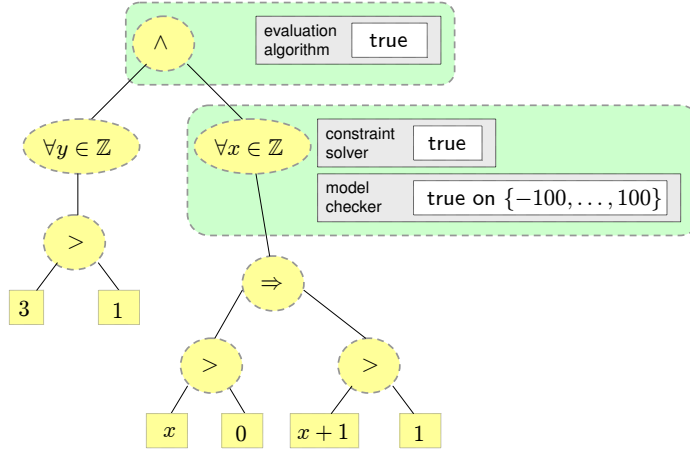 ∧
evaluation
algorithm
true
∀y ∈ ℤ
∀x ∈ ℤ
constraint
solver
true
model
checker
true on {−100, . . . , 100}
>
⇒
3
1
>
>
x
0
x + 1
1